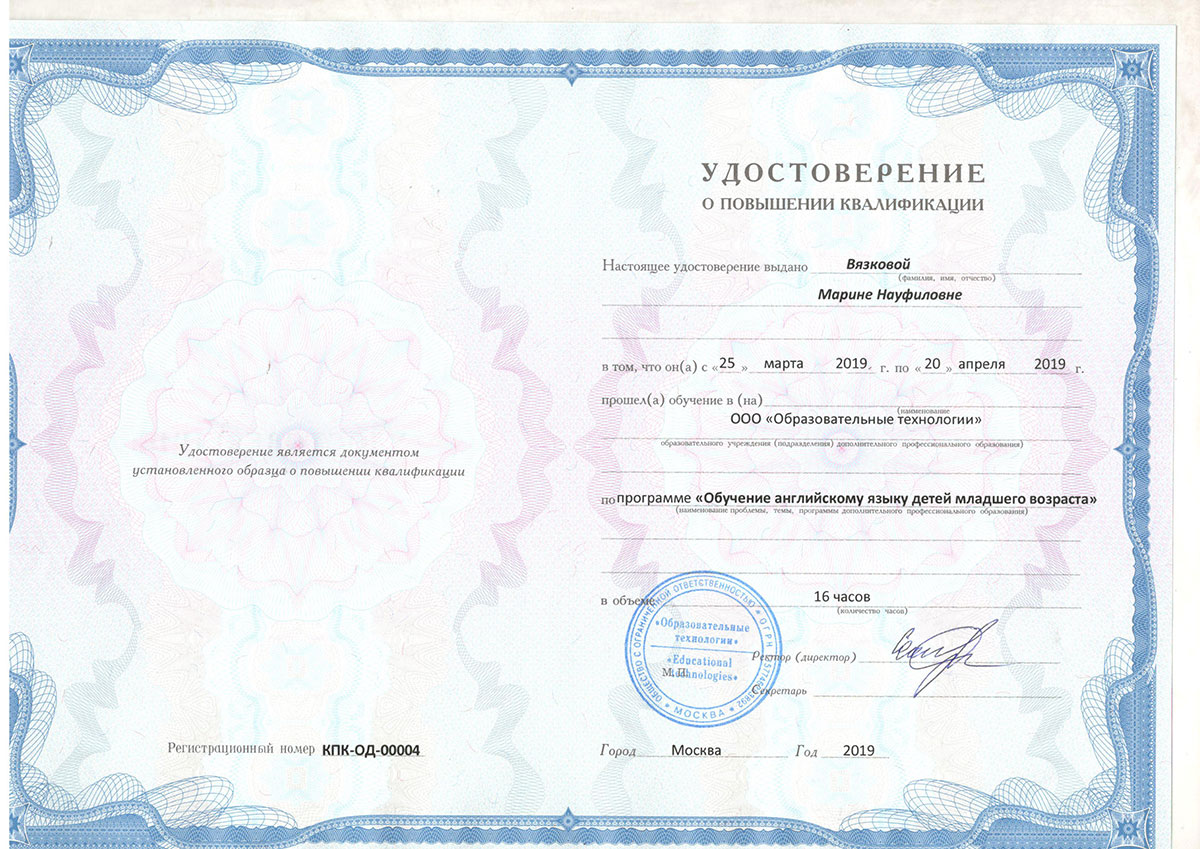 Удостоверение является документом
установленного образца о повышении квалификации
Регистрационный номер КПК-ОД-00004
УДОСТОВЕРЕНИЕ
О ПОВЫШЕНИИ КВАЛИФИКАЦИИ
Настоящее удостоверение выдано Вязковой
(фамилия, имя, отчество)
Марине Науфиловне
в том, что он(а) с «25» марта 2019 г. по «20» апреля 2019 г.
прошел(а) обучение в (на)
(наименование
ООО «Образовательные технологии»
образовательного учреждения (подразделения) дополнительного профессионального образования)
по программе «Обучение английскому языку детей младшего возраста»
(наименование проблемы, темы, программы дополнительного профессионального образования)
в объеме 16 часов
(количество часов)
ОБЩЕСТВО С ОГРАНИЧЕННОЙ ОТВЕТСТВЕННОСТЬЮ
ОГРН
МОСКВА
«Образовательные
технологии»
«Educational
Technologies»
М.П.
Ректор (директор)
Секретарь
Город Москва Год 2019